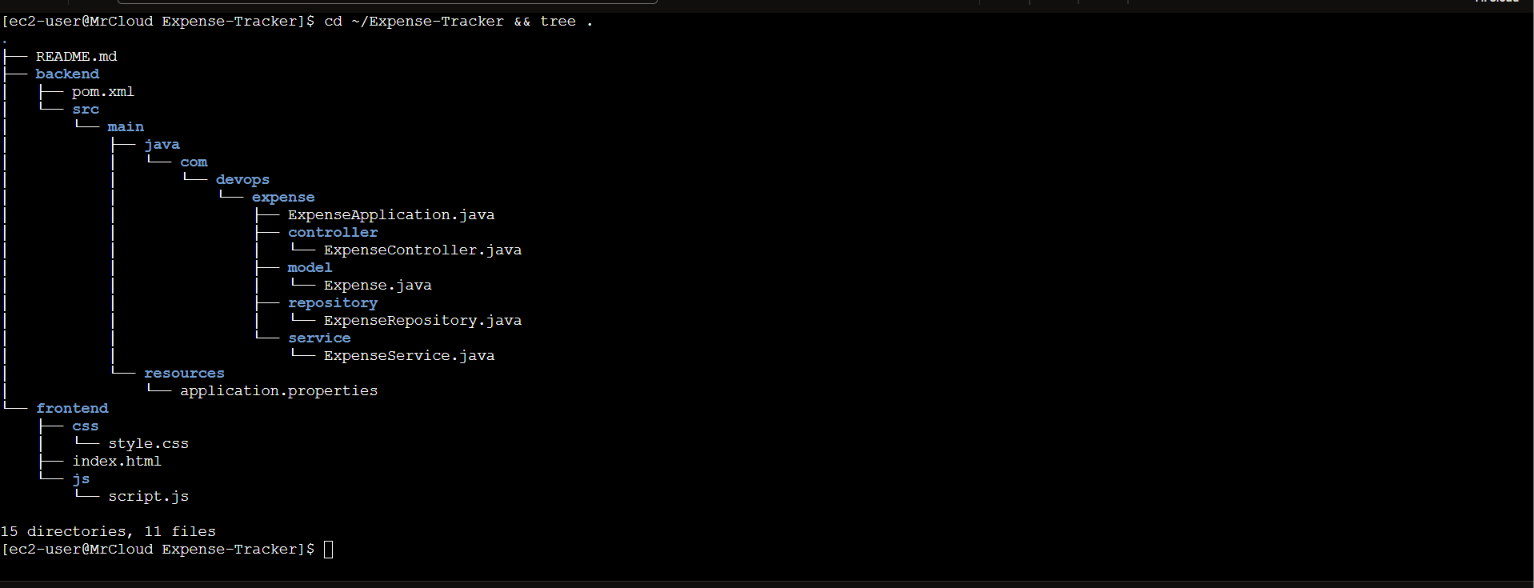 [ec2-user@MrCloud Expense-Tracker]$ cd ~/Expense-Tracker && tree .
.
├── README.md
├── backend
│   ├── pom.xml
│   └── src
│       └── main
│           ├── java
│           │   └── com
│           │       └── devops
│           │           └── expense
│           │               ├── ExpenseApplication.java
│           │               ├── controller
│           │               │   └── ExpenseController.java
│           │               ├── model
│           │               │   └── Expense.java
│           │               ├── repository
│           │               │   └── ExpenseRepository.java
│           │               └── service
│           │                   └── ExpenseService.java
│           └── resources
│               └── application.properties
└── frontend
    ├── css
    │   └── style.css
    ├── index.html
    └── js
        └── script.js

15 directories, 11 files
[ec2-user@MrCloud Expense-Tracker]$